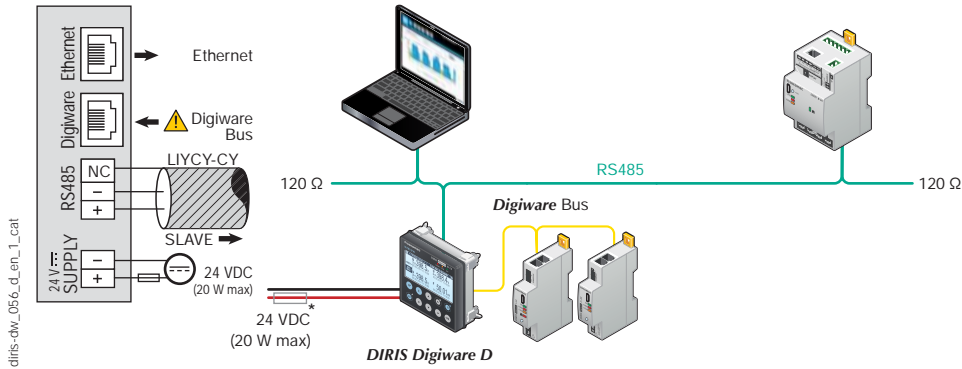 Ethernet
Ethernet
Digiware
Digiware
Bus
RS485
NC
−
+
LIYCY-CY
SLAVE
24 V
SUPPLY
−
+
24 VDC
(20 W max)
diris-dw_056_d_en_1_cat
120 Ω
RS485
120 Ω
Digiware Bus
*
24 VDC
(20 W max)
DIRIS Digiware D